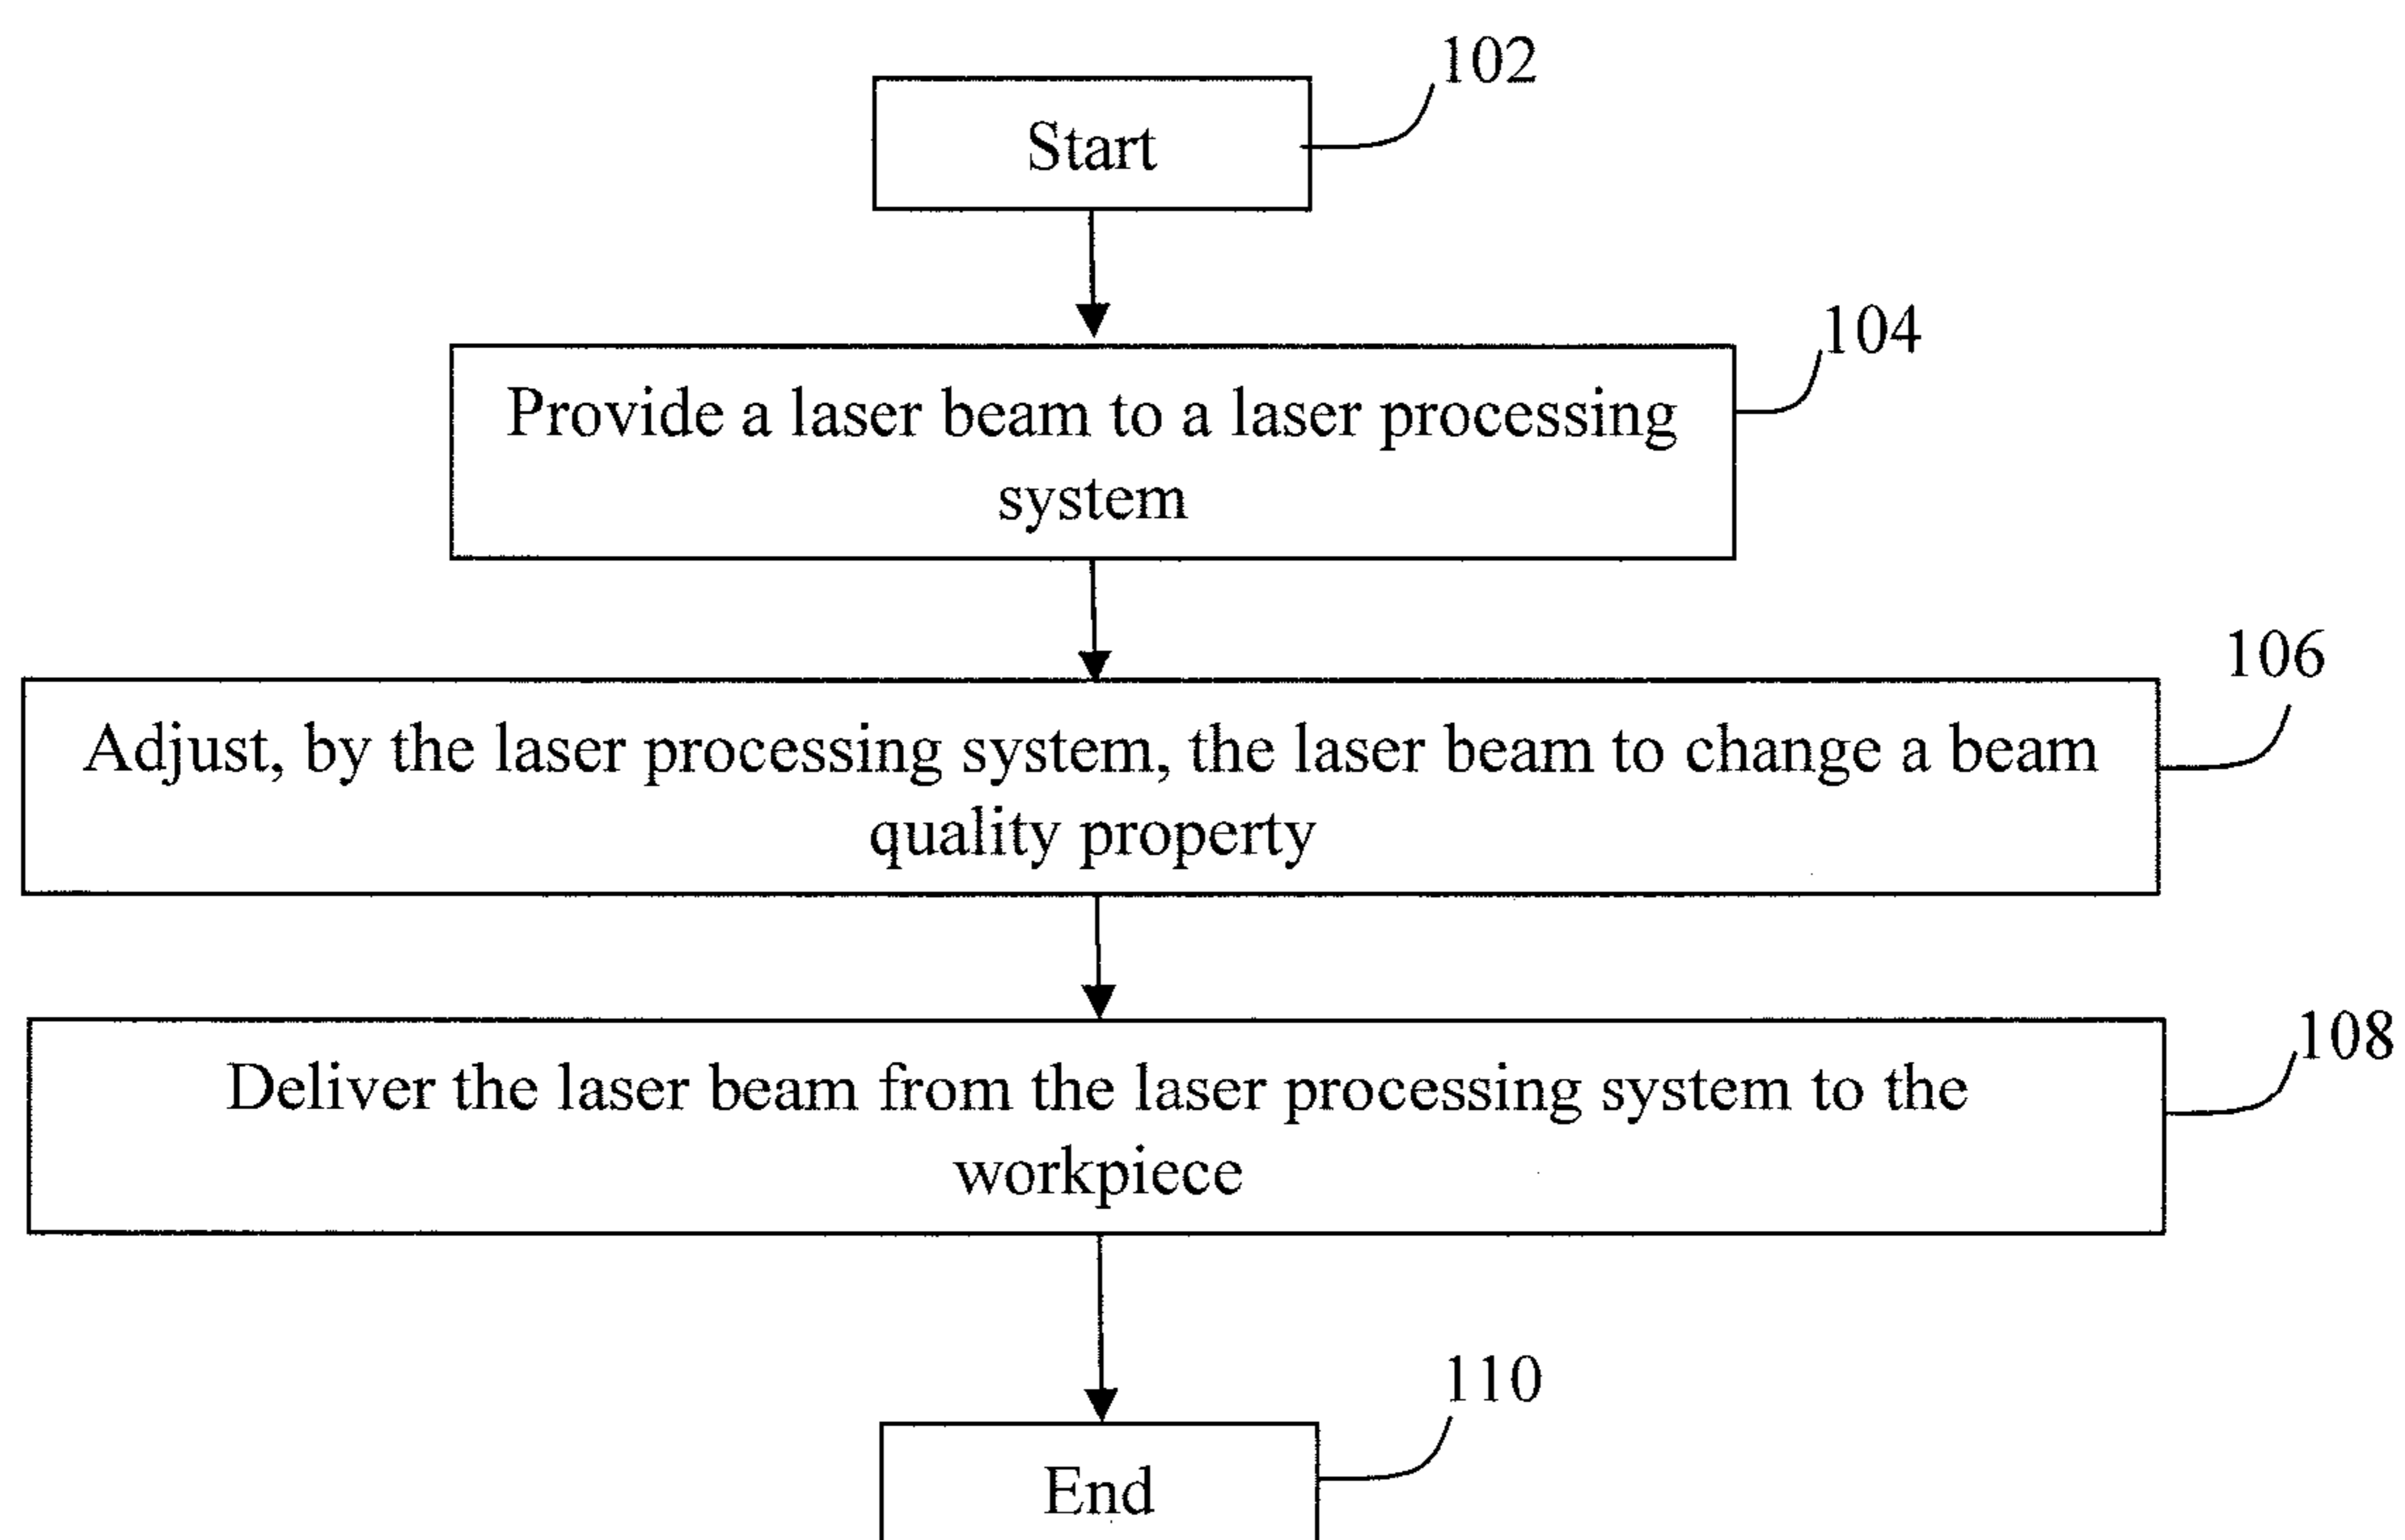 102
Start
104
Provide a laser beam to a laser processing
system
106
Adjust, by the laser processing system, the laser beam to change a beam
quality property
108
Deliver the laser beam from the laser processing system to the
workpiece
110
End